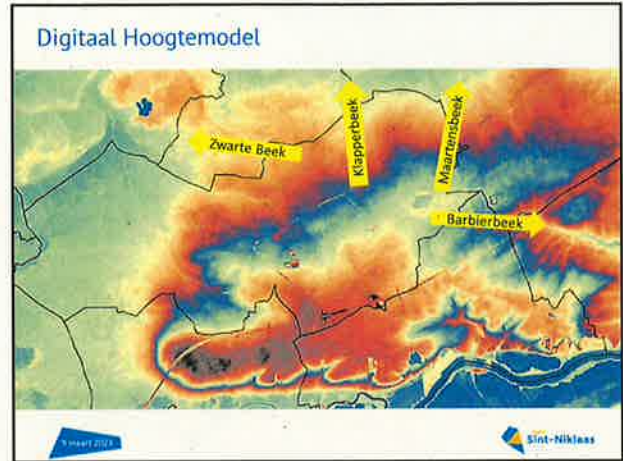 Digitaal Hoogtemodel
Zwarte Beek
Klapperbeek
Maartensbeek
Barbierbeek
9 maart 2023
Sint-Niklaas